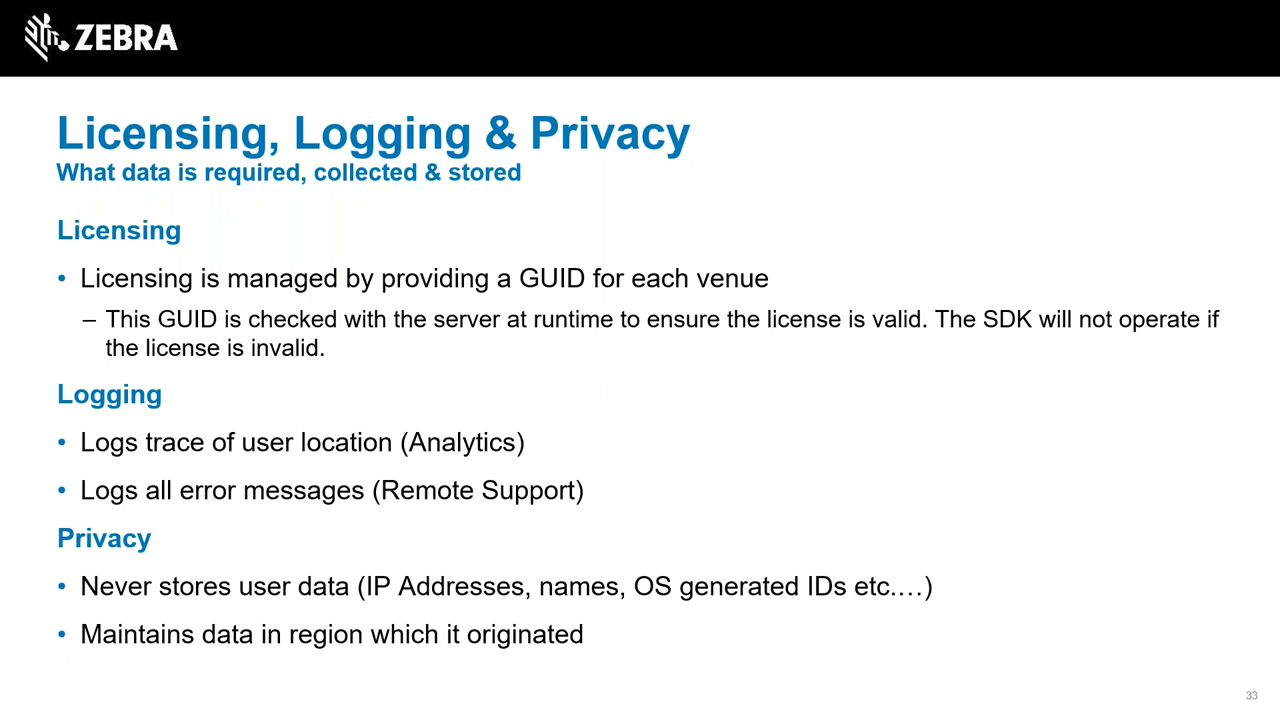 ZEBRA
Licensing, Logging & Privacy
What data is required, collected & stored
Licensing
• Licensing is managed by providing a GUID for each venue
– This GUID is checked with the server at runtime to ensure the license is valid. The SDK will not operate if
the license is invalid.
Logging
• Logs trace of user location (Analytics)
• Logs all error messages (Remote Support)
Privacy
• Never stores user data (IP Addresses, names, OS generated IDs etc.…)
• Maintains data in region which it originated
33